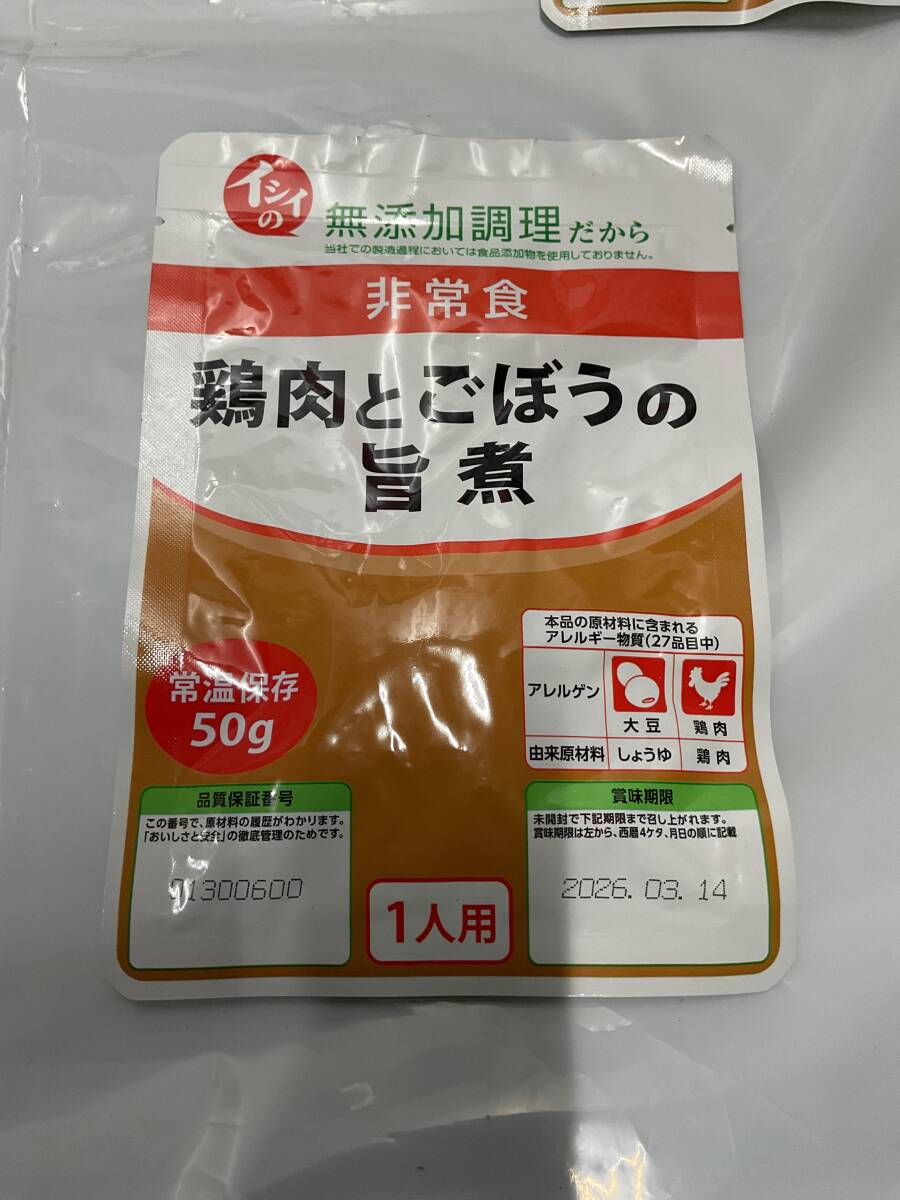 イシイの
無添加調理だから
当社での製造過程においては食品添加物を使用しておりません。
非常食
鶏肉とごぼうの
旨煮
常温保存
50g
本品の原材料に含まれる
アレルギー物質(27品目中)
アレルゲン 大豆 鶏肉
由来原材料 しょうゆ 鶏肉
品質保証番号
この番号で、原材料の履歴がわかります。
「おいしさと安全」の徹底管理のためです。
01300600
1人用
賞味期限
未開封で下記期限まで召し上がれます。
賞味期限は左から、西暦4ケタ、月日の順に記載
2026.03.14